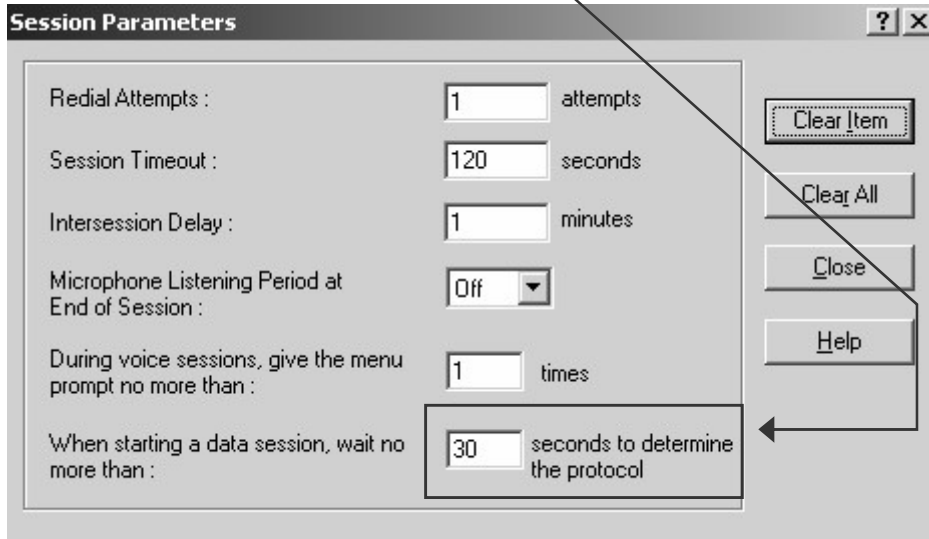 Session Parameters
Redial Attempts : 1 attempts
Clear Item
Session Timeout : 120 seconds
Clear All
Intersession Delay : 1 minutes
Close
Microphone Listening Period at
End of Session : Off
Help
During voice sessions, give the menu
prompt no more than : 1 times
When starting a data session, wait no
more than : 30 seconds to determine
the protocol